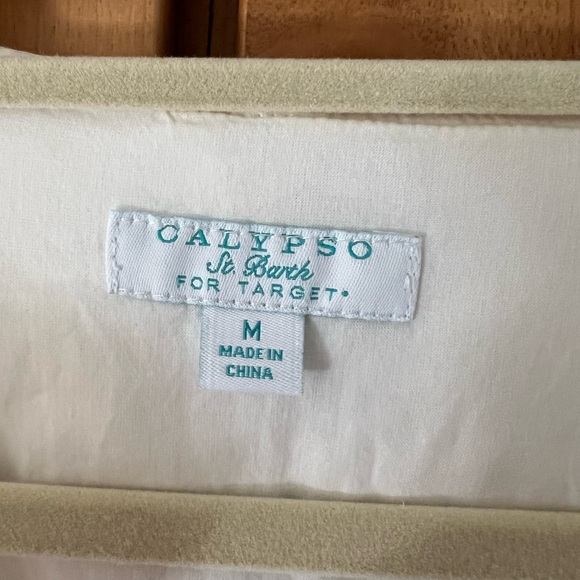 CALYPSO
St. Barth
FOR TARGET•
M
MADE IN
CHINA